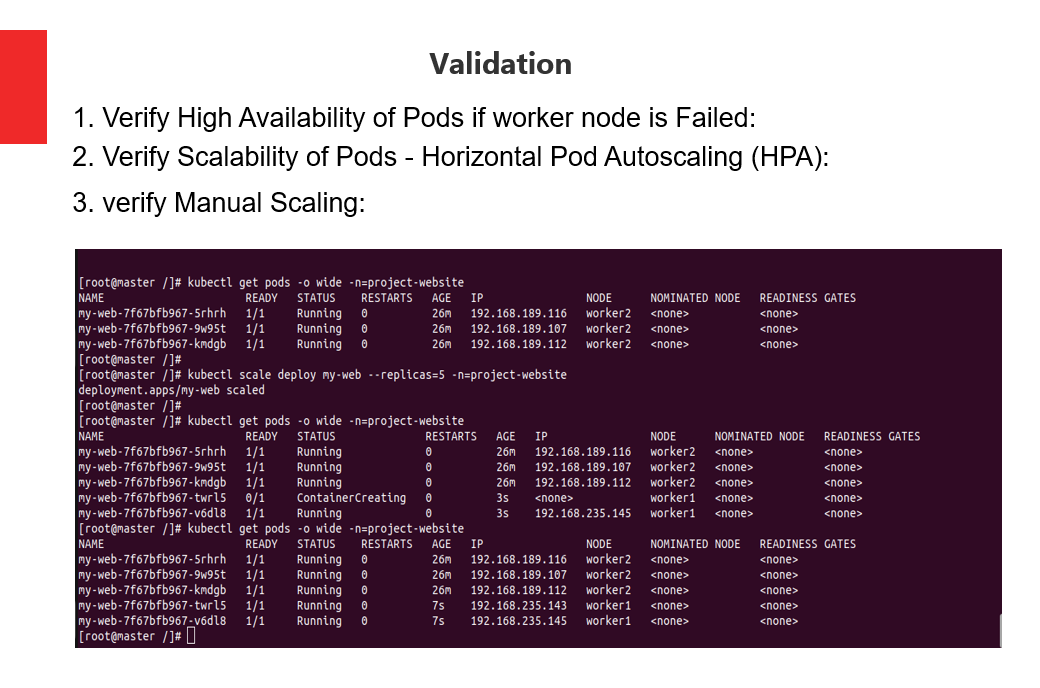 Validation
1. Verify High Availability of Pods if worker node is Failed:
2. Verify Scalability of Pods - Horizontal Pod Autoscaling (HPA):
3. verify Manual Scaling:
[root@master /]# kubectl get pods -o wide -n=project-website
NAME READY STATUS RESTARTS AGE IP NODE NOMINATED NODE READINESS GATES
my-web-7f67bfb967-5rhrh 1/1 Running 0 26m 192.168.189.116 worker2 <none> <none>
my-web-7f67bfb967-9w95t 1/1 Running 0 26m 192.168.189.107 worker2 <none> <none>
my-web-7f67bfb967-kmdgb 1/1 Running 0 26m 192.168.189.112 worker2 <none> <none>
[root@master /]#
[root@master /]# kubectl scale deploy my-web --replicas=5 -n=project-website
deployment.apps/my-web scaled
[root@master /]#
[root@master /]# kubectl get pods -o wide -n=project-website
NAME READY STATUS RESTARTS AGE IP NODE NOMINATED NODE READINESS GATES
my-web-7f67bfb967-5rhrh 1/1 Running 0 26m 192.168.189.116 worker2 <none> <none>
my-web-7f67bfb967-9w95t 1/1 Running 0 26m 192.168.189.107 worker2 <none> <none>
my-web-7f67bfb967-kmdgb 1/1 Running 0 26m 192.168.189.112 worker2 <none> <none>
my-web-7f67bfb967-twrl5 0/1 ContainerCreating 0 3s <none> worker1 <none> <none>
my-web-7f67bfb967-v6dl8 1/1 Running 0 3s 192.168.235.145 worker1 <none> <none>
[root@master /]# kubectl get pods -o wide -n=project-website
NAME READY STATUS RESTARTS AGE IP NODE NOMINATED NODE READINESS GATES
my-web-7f67bfb967-5rhrh 1/1 Running 0 26m 192.168.189.116 worker2 <none> <none>
my-web-7f67bfb967-9w95t 1/1 Running 0 26m 192.168.189.107 worker2 <none> <none>
my-web-7f67bfb967-kmdgb 1/1 Running 0 26m 192.168.189.112 worker2 <none> <none>
my-web-7f67bfb967-twrl5 1/1 Running 0 7s 192.168.235.143 worker1 <none> <none>
my-web-7f67bfb967-v6dl8 1/1 Running 0 7s 192.168.235.145 worker1 <none> <none>
[root@master /]#